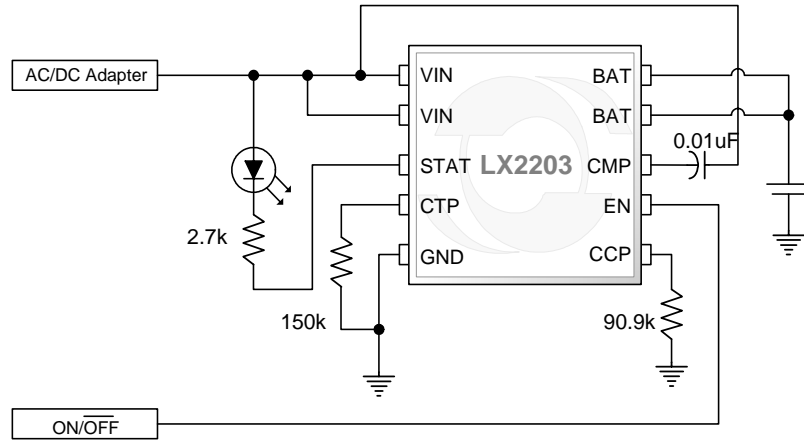 AC/DC Adapter
VIN
BAT
VIN
BAT
0.01uF
STAT
LX2203
CMP
CTP
EN
2.7k
GND
CCP
150k
90.9k
ON/OFF